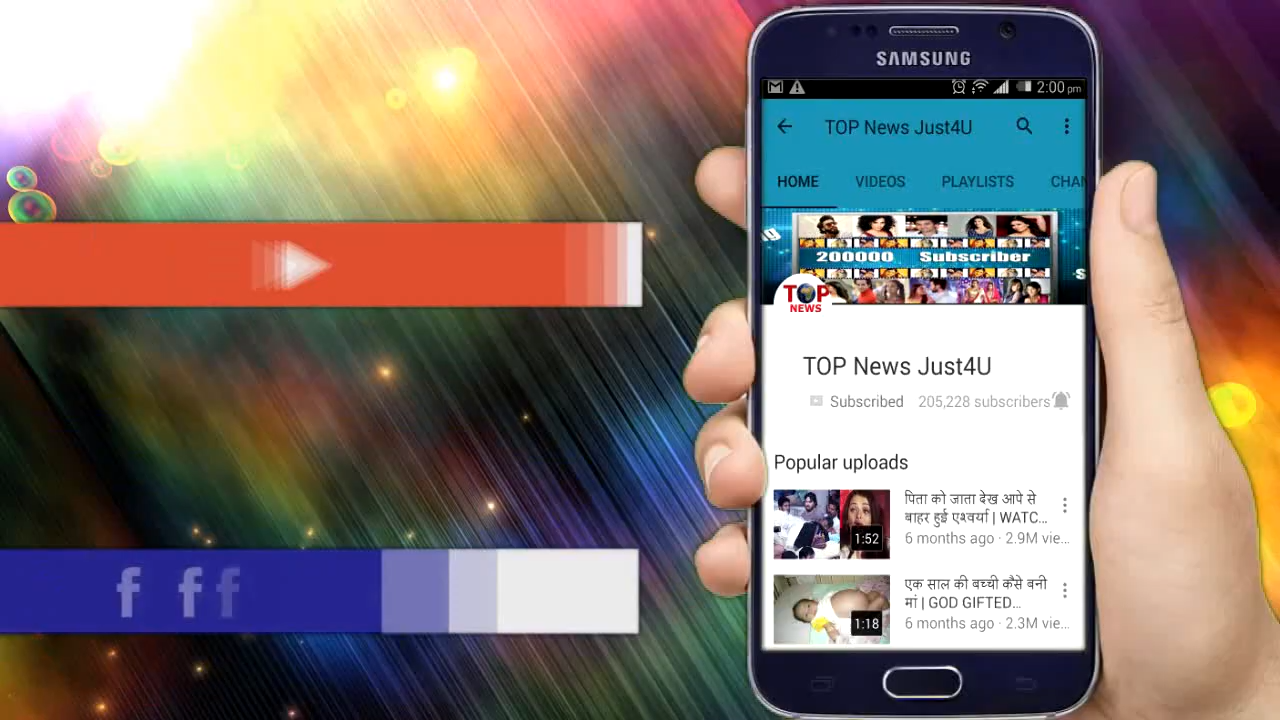 SAMSUNG
2:00 pm
TOP News Just4U
HOME VIDEOS PLAYLISTS CHAN
200000 Subscriber
TOP
NEWS
TOP News Just4U
Subscribed 205,228 subscribers
Popular uploads
पिता को जाता देख आपे से
बाहर हुई एश्वर्या | WATC...
1:52
6 months ago · 2.9M vie...
एक साल की बच्ची कैसे बनी
मां | GOD GIFTED...
1:18
6 months ago · 2.3M vie...
f f f